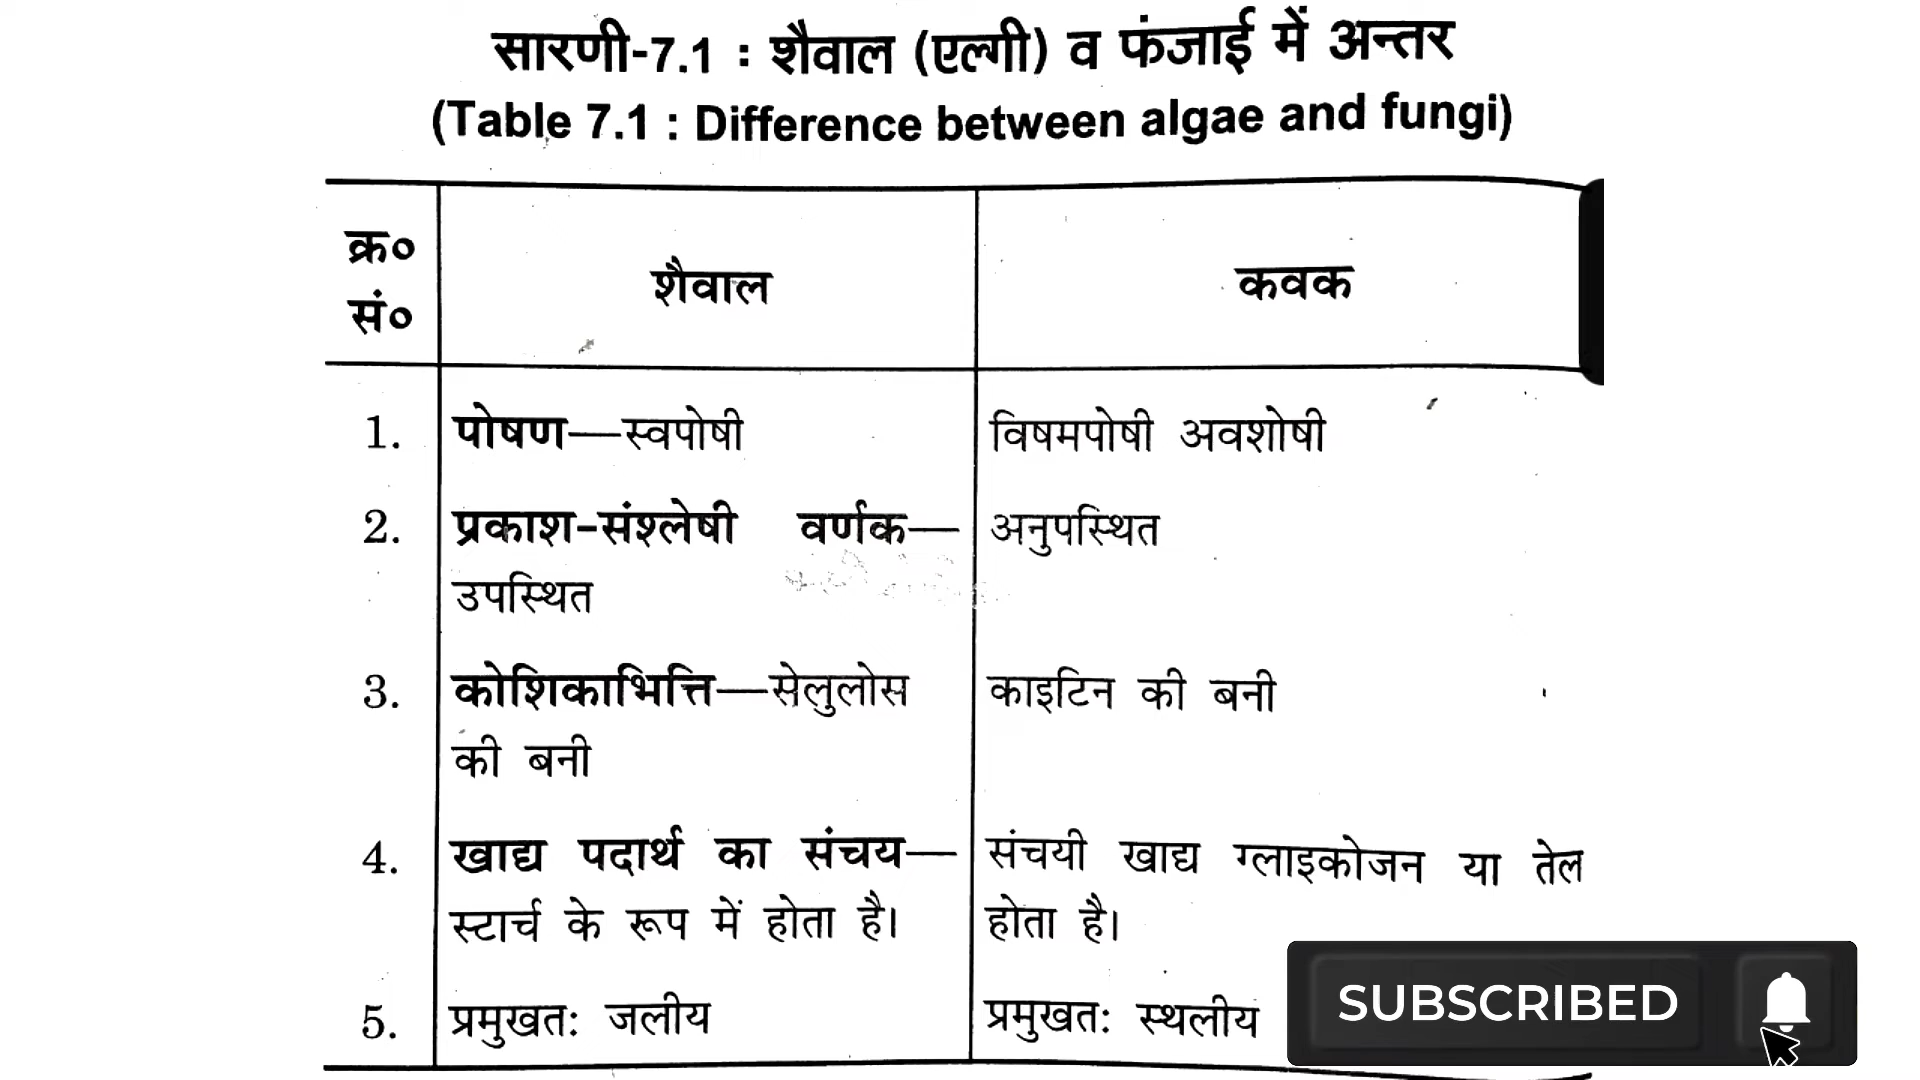 सारणी-7.1 : शैवाल (एल्गी) व फंजाई में अन्तर
(Table 7.1 : Difference between algae and fungi)
क्र० सं० शैवाल कवक
1. पोषण—स्वपोषी विषमपोषी अवशोषी
2. प्रकाश-संश्लेषी वर्णक— अनुपस्थित
उपस्थित
3. कोशिकाभित्ति—सेलुलोस काइटिन की बनी
की बनी
4. खाद्य पदार्थ का संचय— संचयी खाद्य ग्लाइकोजन या तेल
स्टार्च के रूप में होता है। होता है।
5. प्रमुखतः जलीय प्रमुखतः स्थलीय
SUBSCRIBED